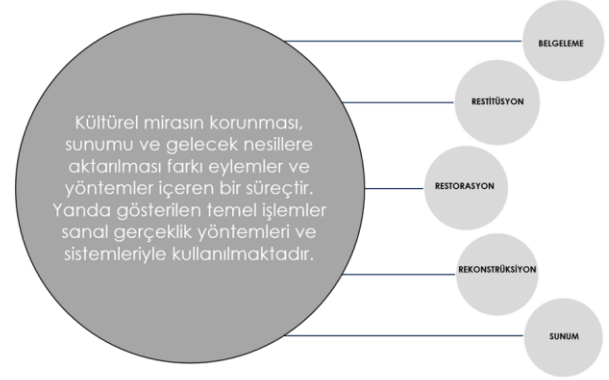 Kültürel mirasın korunması,
sunumu ve gelecek nesillere
aktarılması farkı eylemler ve
yöntemler içeren bir süreçtir.
Yanda gösterilen temel işlemler
sanal gerçeklik yöntemleri ve
sistemleriyle kullanılmaktadır.
BELGELEME
RESTİTÜSYON
RESTORASYON
REKONSTRÜKSİYON
SUNUM